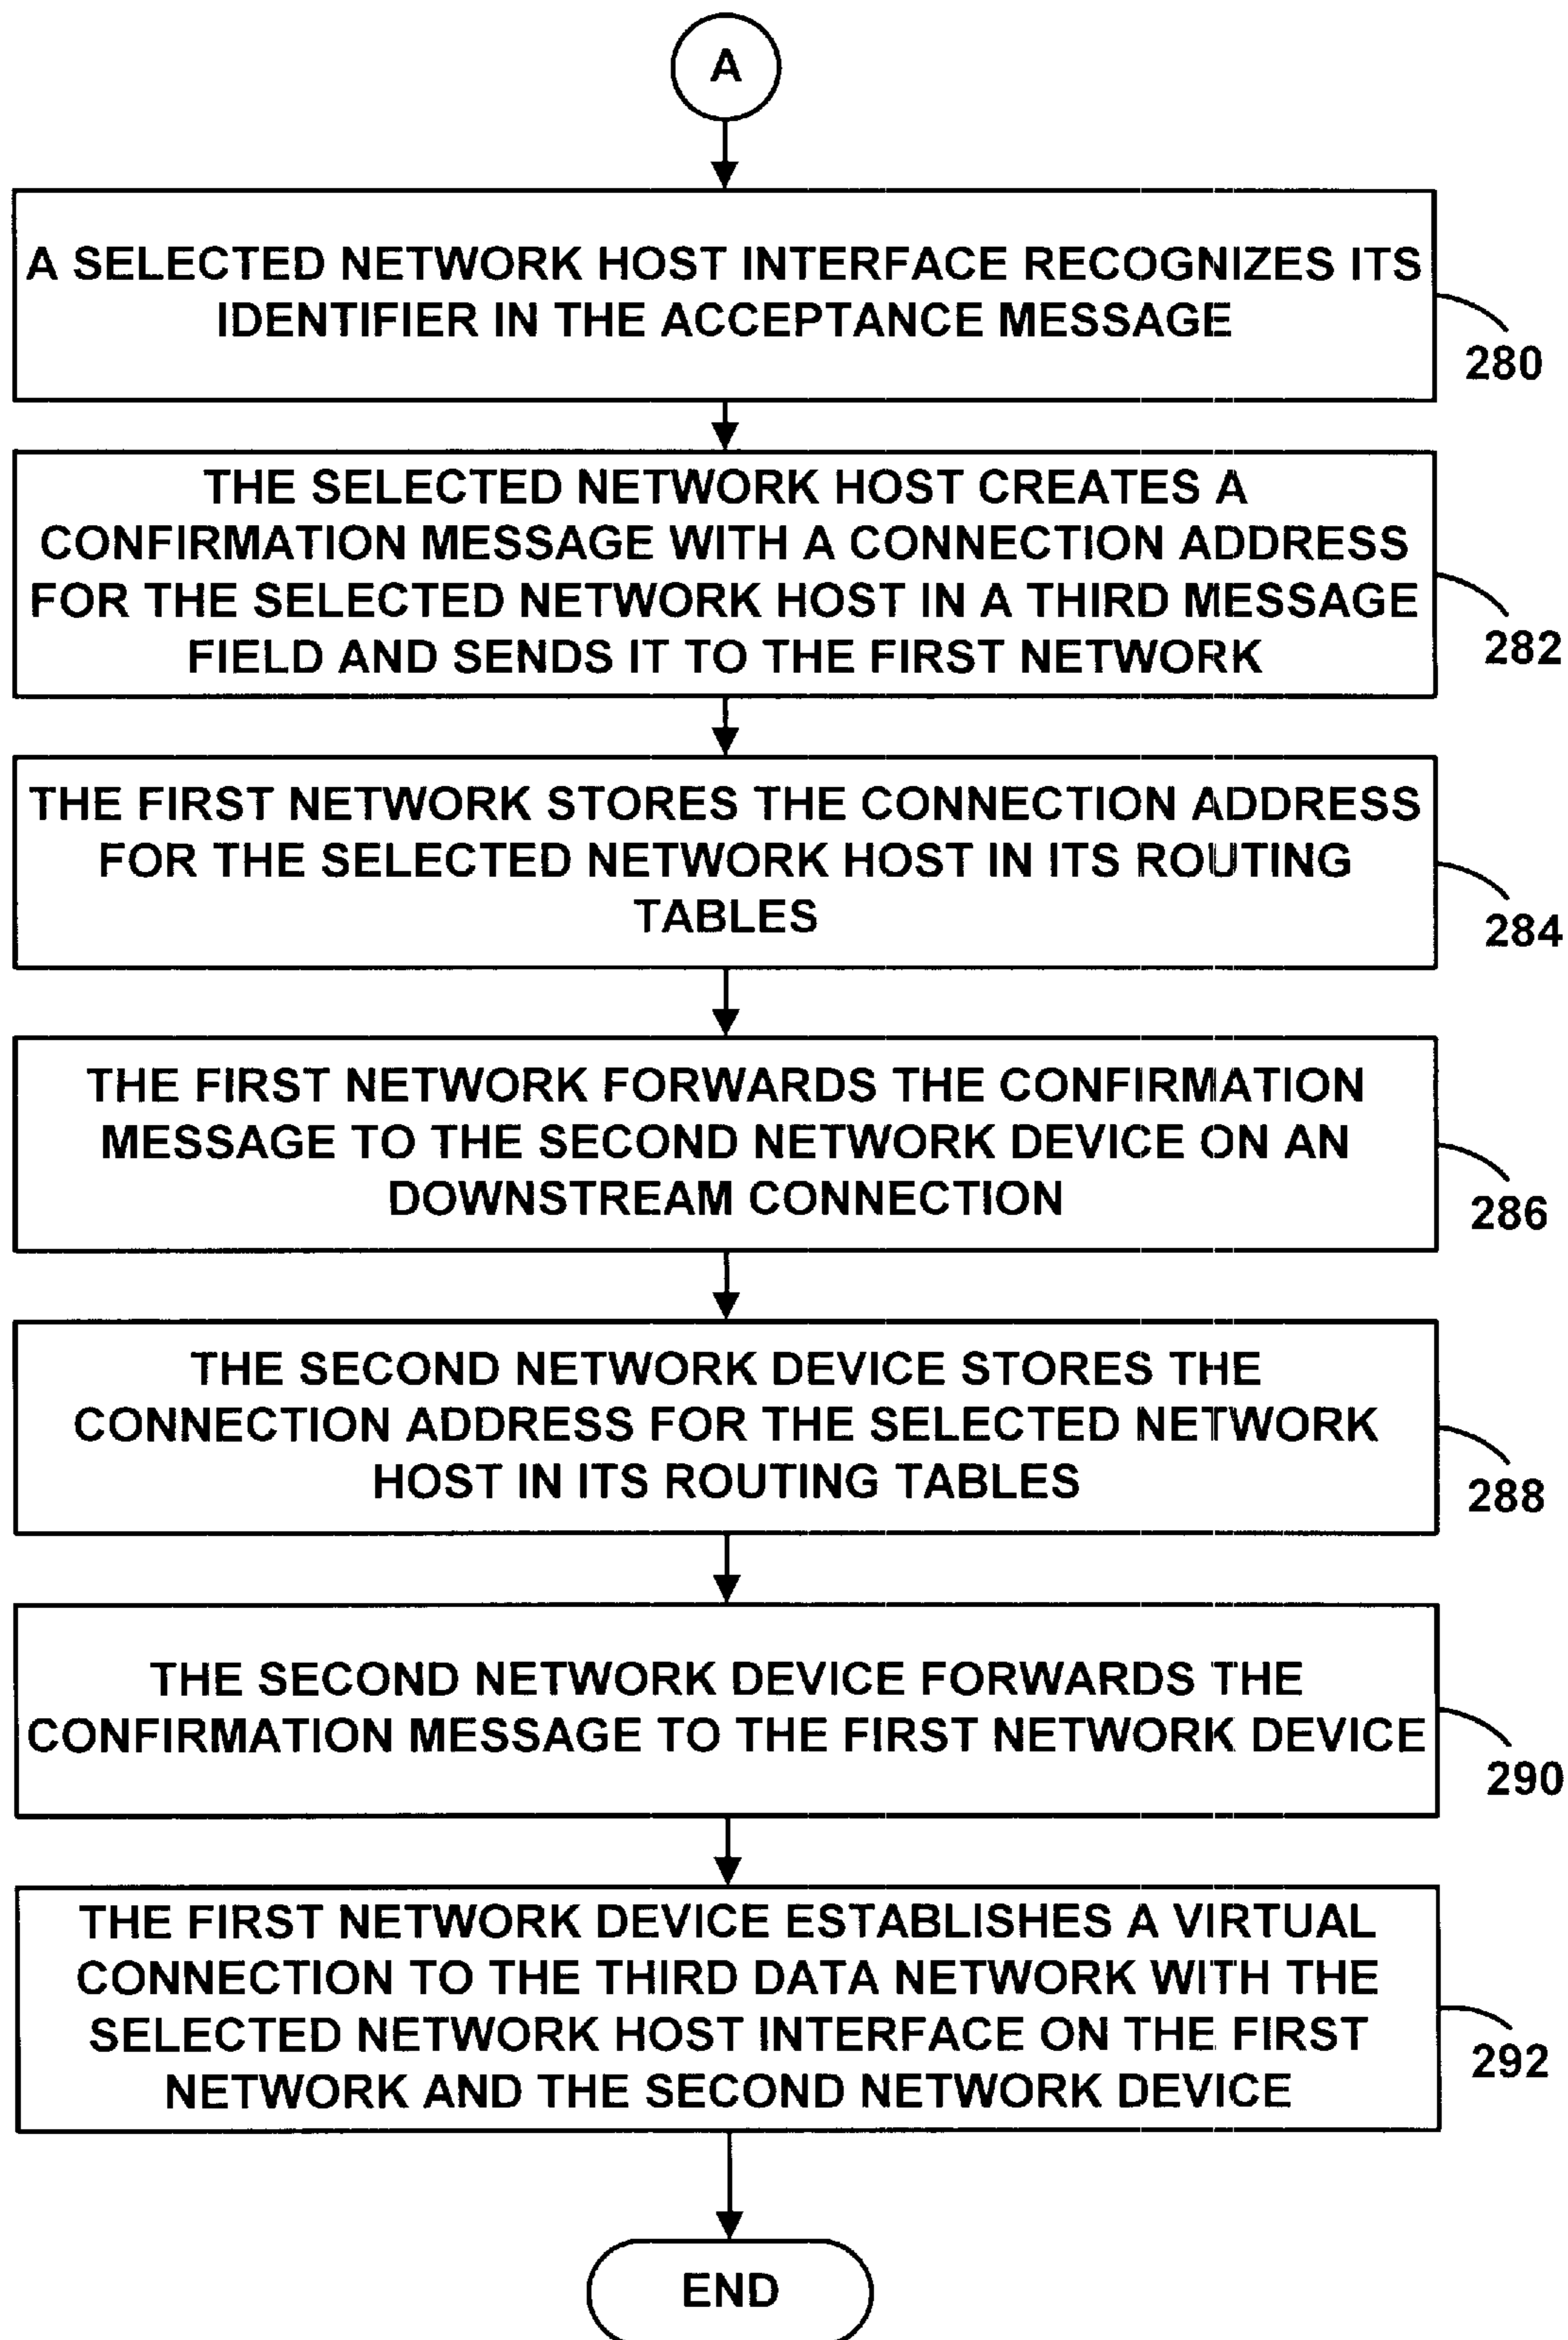 A
A SELECTED NETWORK HOST INTERFACE RECOGNIZES ITS
IDENTIFIER IN THE ACCEPTANCE MESSAGE
280
THE SELECTED NETWORK HOST CREATES A
CONFIRMATION MESSAGE WITH A CONNECTION ADDRESS
FOR THE SELECTED NETWORK HOST IN A THIRD MESSAGE
FIELD AND SENDS IT TO THE FIRST NETWORK
282
THE FIRST NETWORK STORES THE CONNECTION ADDRESS
FOR THE SELECTED NETWORK HOST IN ITS ROUTING
TABLES
284
THE FIRST NETWORK FORWARDS THE CONFIRMATION
MESSAGE TO THE SECOND NETWORK DEVICE ON AN
DOWNSTREAM CONNECTION
286
THE SECOND NETWORK DEVICE STORES THE
CONNECTION ADDRESS FOR THE SELECTED NETWORK
HOST IN ITS ROUTING TABLES
288
THE SECOND NETWORK DEVICE FORWARDS THE
CONFIRMATION MESSAGE TO THE FIRST NETWORK DEVICE
290
THE FIRST NETWORK DEVICE ESTABLISHES A VIRTUAL
CONNECTION TO THE THIRD DATA NETWORK WITH THE
SELECTED NETWORK HOST INTERFACE ON THE FIRST
NETWORK AND THE SECOND NETWORK DEVICE
292
END